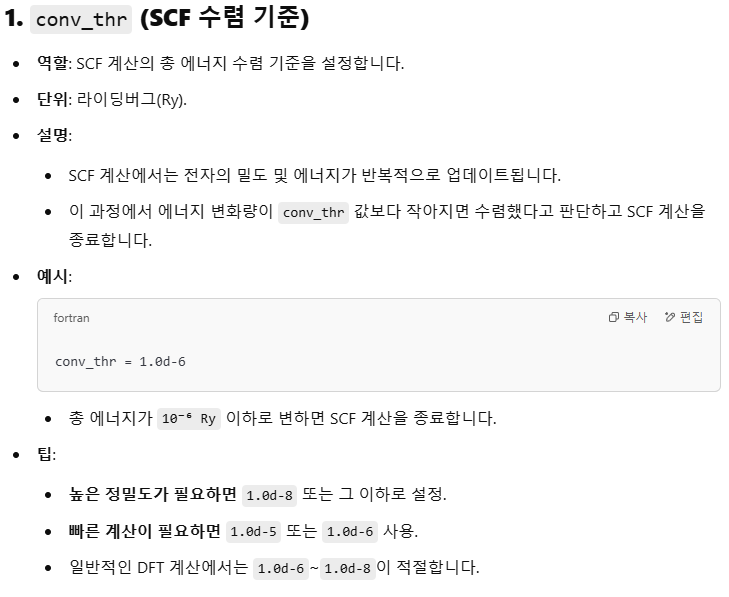 1. conv_thr (SCF 수렴 기준)
• 역할: SCF 계산의 총 에너지 수렴 기준을 설정합니다.
• 단위: 라이딩버그(Ry).
• 설명:
• SCF 계산에서는 전자의 밀도 및 에너지가 반복적으로 업데이트됩니다.
• 이 과정에서 에너지 변화량이 conv_thr 값보다 작아지면 수렴했다고 판단하고 SCF 계산을
종료합니다.
• 예시:
fortran 복사 편집
conv_thr = 1.0d-6
• 총 에너지가 10⁻⁶ Ry 이하로 변하면 SCF 계산을 종료합니다.
• 팁:
• 높은 정밀도가 필요하면 1.0d-8 또는 그 이하로 설정.
• 빠른 계산이 필요하면 1.0d-5 또는 1.0d-6 사용.
• 일반적인 DFT 계산에서는 1.0d-6~1.0d-8이 적절합니다.